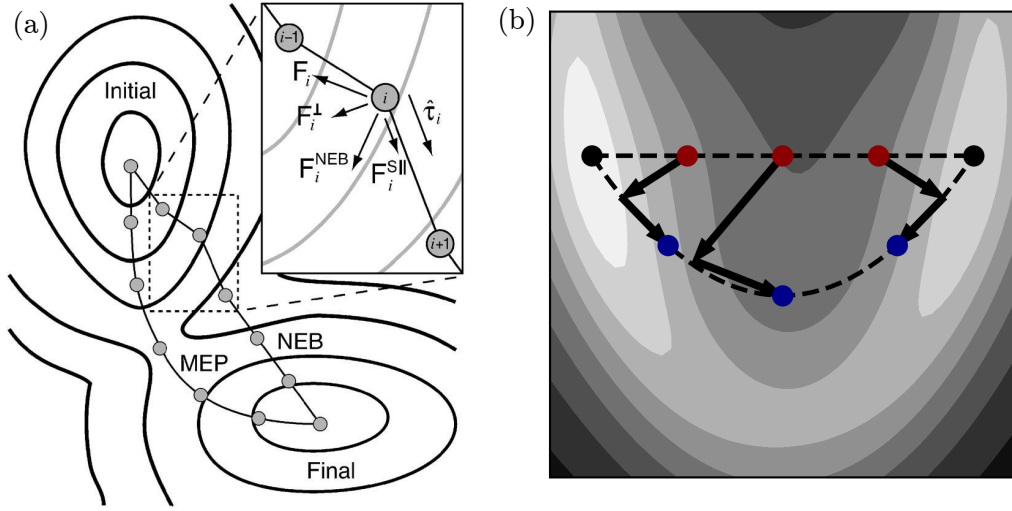 (a)
Initial
MEP
NEB
Final
i−1
i
i+1
F_i
F_i^⊥
F_i^NEB
F_i^S∥
τ̂_i
(b)